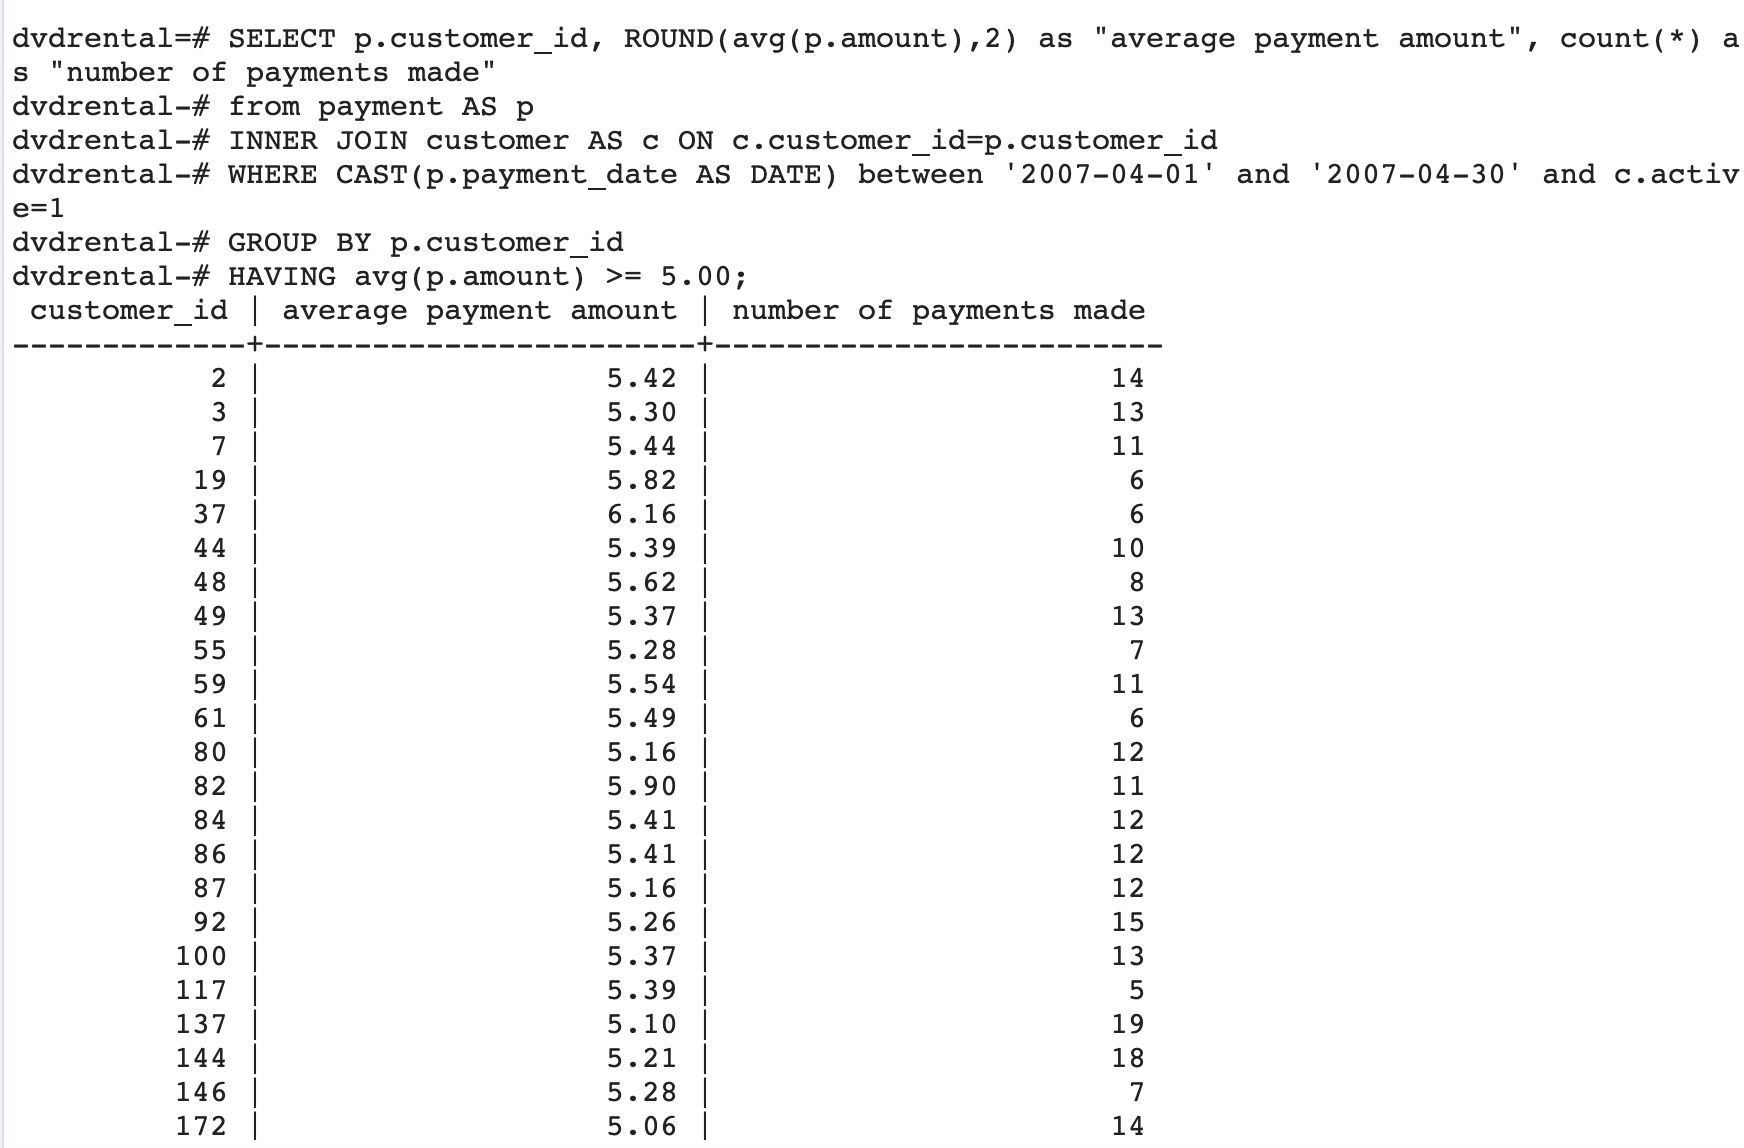 dvdrental=# SELECT p.customer_id, ROUND(avg(p.amount),2) as "average payment amount", count(*) a
s "number of payments made"
dvdrental-# from payment AS p
dvdrental-# INNER JOIN customer AS c ON c.customer_id=p.customer_id
dvdrental-# WHERE CAST(p.payment_date AS DATE) between '2007-04-01' and '2007-04-30' and c.activ
e=1
dvdrental-# GROUP BY p.customer_id
dvdrental-# HAVING avg(p.amount) >= 5.00;
 customer_id | average payment amount | number of payments made
-------------+------------------------+-------------------------
           2 |                   5.42 |                      14
           3 |                   5.30 |                      13
           7 |                   5.44 |                      11
          19 |                   5.82 |                       6
          37 |                   6.16 |                       6
          44 |                   5.39 |                      10
          48 |                   5.62 |                       8
          49 |                   5.37 |                      13
          55 |                   5.28 |                       7
          59 |                   5.54 |                      11
          61 |                   5.49 |                       6
          80 |                   5.16 |                      12
          82 |                   5.90 |                      11
          84 |                   5.41 |                      12
          86 |                   5.41 |                      12
          87 |                   5.16 |                      12
          92 |                   5.26 |                      15
         100 |                   5.37 |                      13
         117 |                   5.39 |                       5
         137 |                   5.10 |                      19
         144 |                   5.21 |                      18
         146 |                   5.28 |                       7
         172 |                   5.06 |                      14